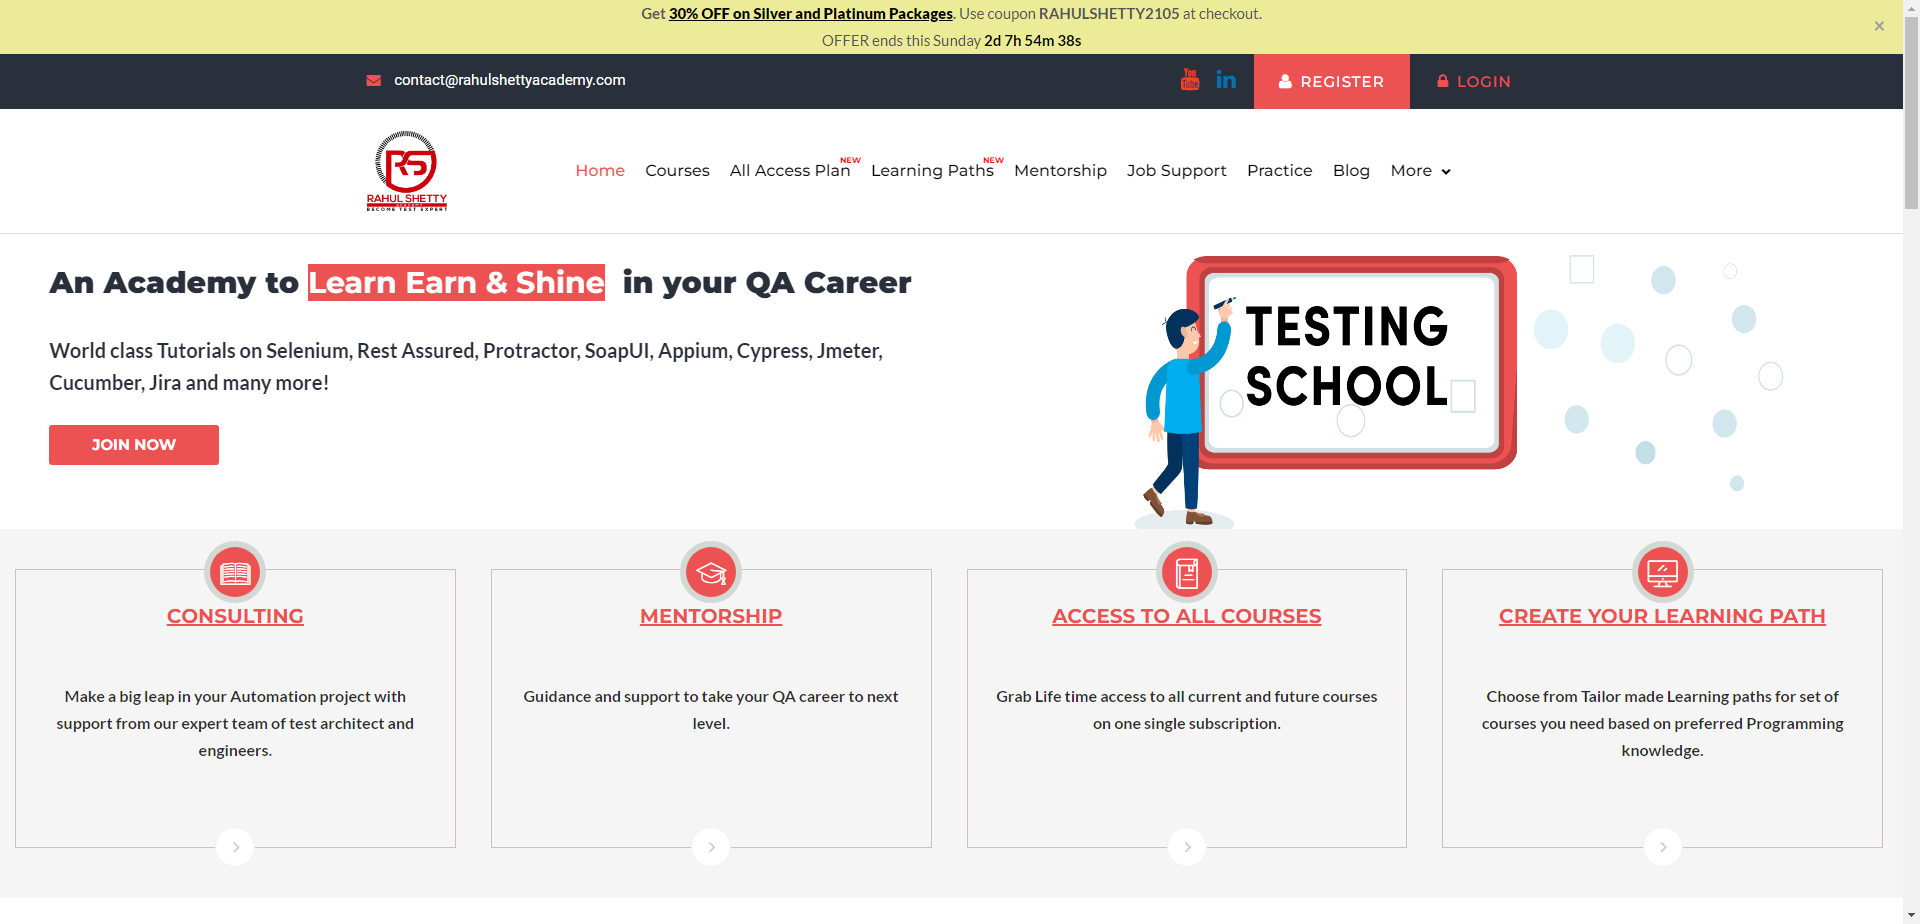 Get 30% OFF on Silver and Platinum Packages. Use coupon RAHULSHETTY2105 at checkout.
OFFER ends this Sunday 2d 7h 54m 38s
×
contact@rahulshettyacademy.com
You Tube
in
REGISTER
LOGIN
RS
RAHUL SHETTY
ACADEMY
BECOME TEST EXPERT
Home
Courses
All Access Plan NEW
Learning Paths NEW
Mentorship
Job Support
Practice
Blog
More
An Academy to Learn Earn & Shine in your QA Career
World class Tutorials on Selenium, Rest Assured, Protractor, SoapUI, Appium, Cypress, Jmeter,
Cucumber, Jira and many more!
JOIN NOW
TESTING
SCHOOL
CONSULTING
Make a big leap in your Automation project with
support from our expert team of test architect and
engineers.
MENTORSHIP
Guidance and support to take your QA career to next
level.
ACCESS TO ALL COURSES
Grab Life time access to all current and future courses
on one single subscription.
CREATE YOUR LEARNING PATH
Choose from Tailor made Learning paths for set of
courses you need based on preferred Programming
knowledge.